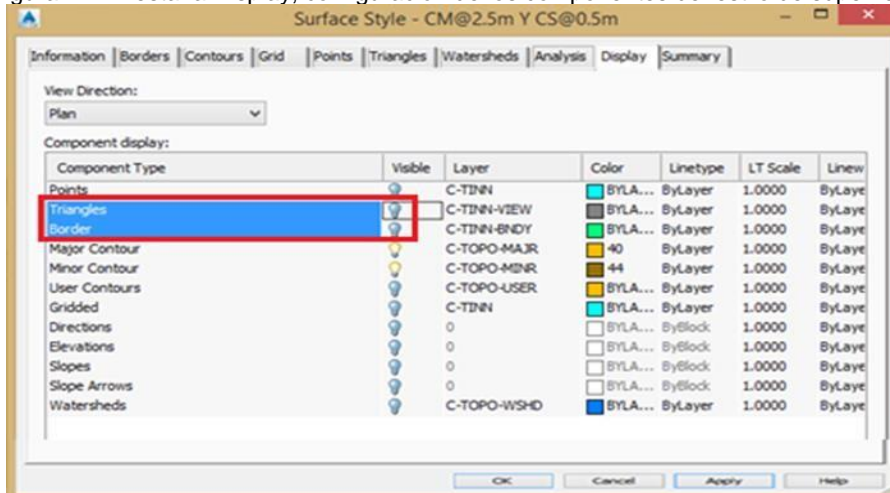 Surface Style - CM@2.5m Y CS@0.5m
Information Borders Contours Grid Points Triangles Watersheds Analysis Display Summary
View Direction:
Plan
Component display:
Component Type Visible Layer Color Linetype LT Scale Linew
Points C-TINN BYLA... ByLayer 1.0000 ByLaye
Triangles C-TINN-VIEW BYLA... ByLayer 1.0000 ByLaye
Border C-TINN-BNDY BYLA... ByLayer 1.0000 ByLaye
Major Contour C-TOPO-MAJR 40 ByLayer 1.0000 ByLaye
Minor Contour C-TOPO-MINR 44 ByLayer 1.0000 ByLaye
User Contours C-TOPO-USER BYLA... ByLayer 1.0000 ByLaye
Gridded C-TINN BYLA... ByLayer 1.0000 ByLaye
Directions 0 BYLA... ByBlock 1.0000 ByLaye
Elevations 0 BYLA... ByBlock 1.0000 ByLaye
Slopes 0 BYLA... ByBlock 1.0000 ByLaye
Slope Arrows 0 BYLA... ByBlock 1.0000 ByLaye
Watersheds C-TOPO-WSHD BYLA... ByLayer 1.0000 ByLaye
OK Cancel Apply Help